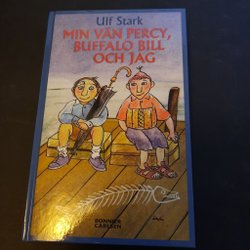 Ulf Stark
MIN VÄN PERCY,
BUFFALO BILL
OCH JAG
BONNIER
CARLSEN